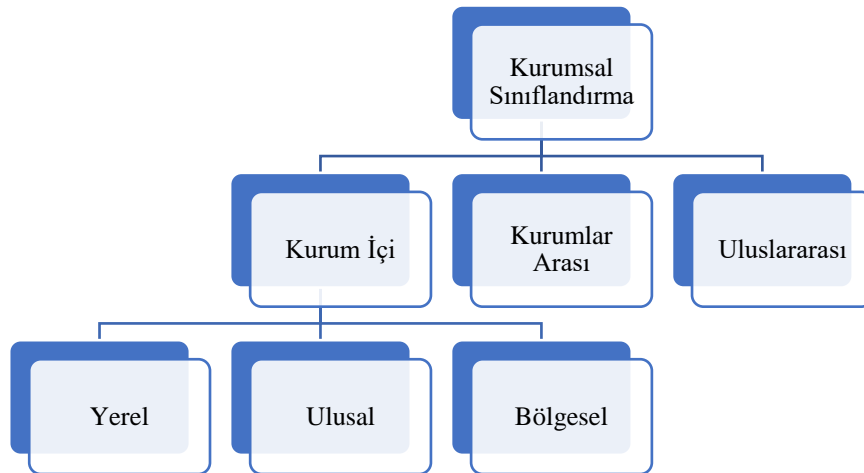 Kurumsal
Sınıflandırma
Kurum İçi
Kurumlar
Arası
Uluslararası
Yerel
Ulusal
Bölgesel